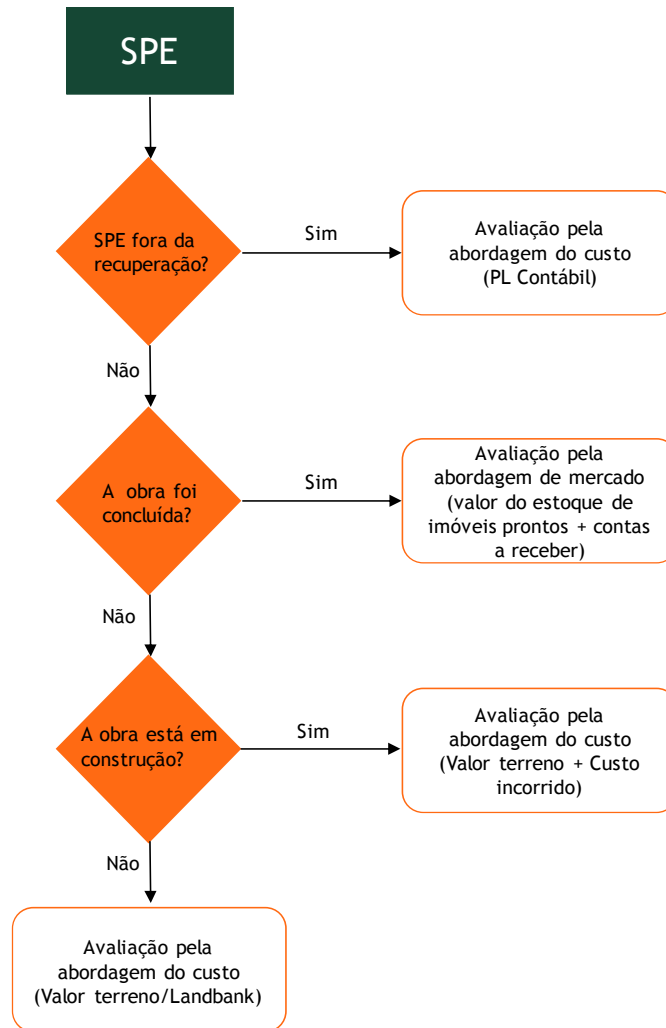 SPE
SPE fora da
recuperação?
Sim
Avaliação pela
abordagem do custo
(PL Contábil)
Não
A obra foi
concluída?
Sim
Avaliação pela
abordagem de mercado
(valor do estoque de
imóveis prontos + contas
a receber)
Não
A obra está em
construção?
Sim
Avaliação pela
abordagem do custo
(Valor terreno + Custo
incorrido)
Não
Avaliação pela
abordagem do custo
(Valor terreno/Landbank)